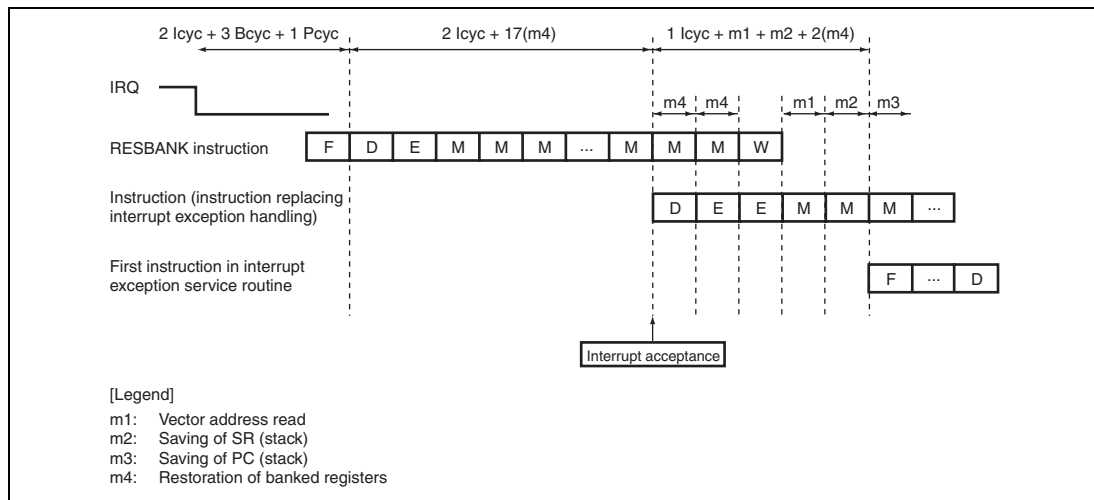 2 Icyc + 3 Bcyc + 1 Pcyc 2 Icyc + 17(m4) 1 Icyc + m1 + m2 + 2(m4)
IRQ
m4 m4 m1 m2 m3
RESBANK instruction F D E M M M ... M M M W
Instruction (instruction replacing
interrupt exception handling) D E E M M M ...
First instruction in interrupt
exception service routine F ... D
Interrupt acceptance
[Legend]
m1: Vector address read
m2: Saving of SR (stack)
m3: Saving of PC (stack)
m4: Restoration of banked registers